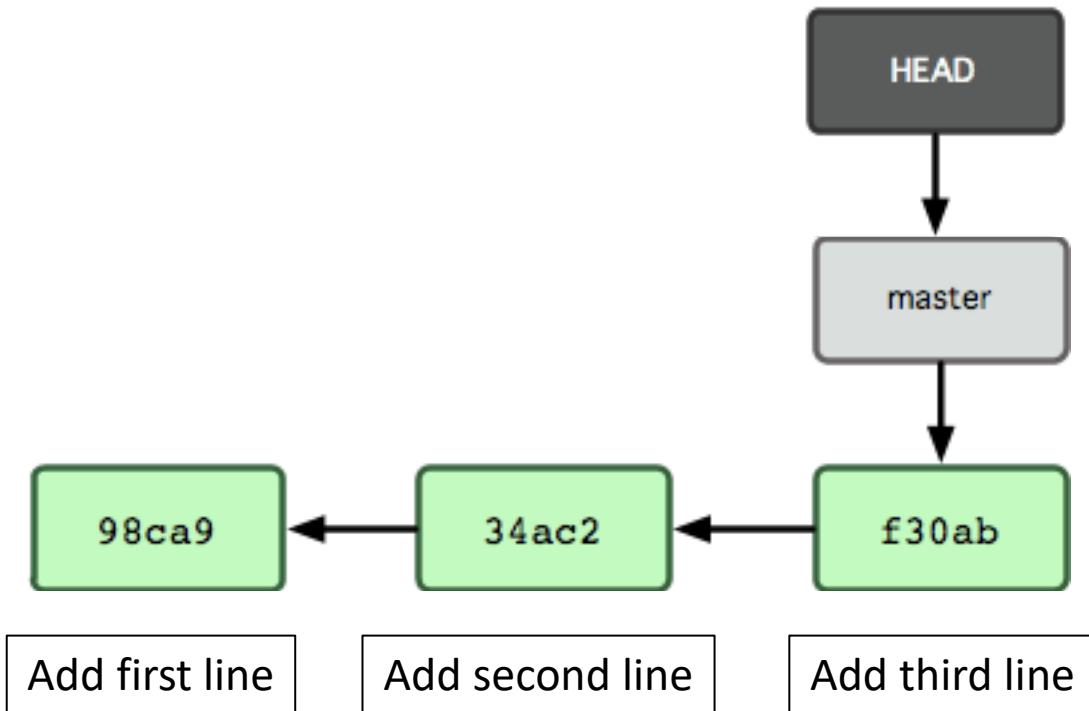 HEAD
master
98ca9
34ac2
f30ab
Add first line
Add second line
Add third line